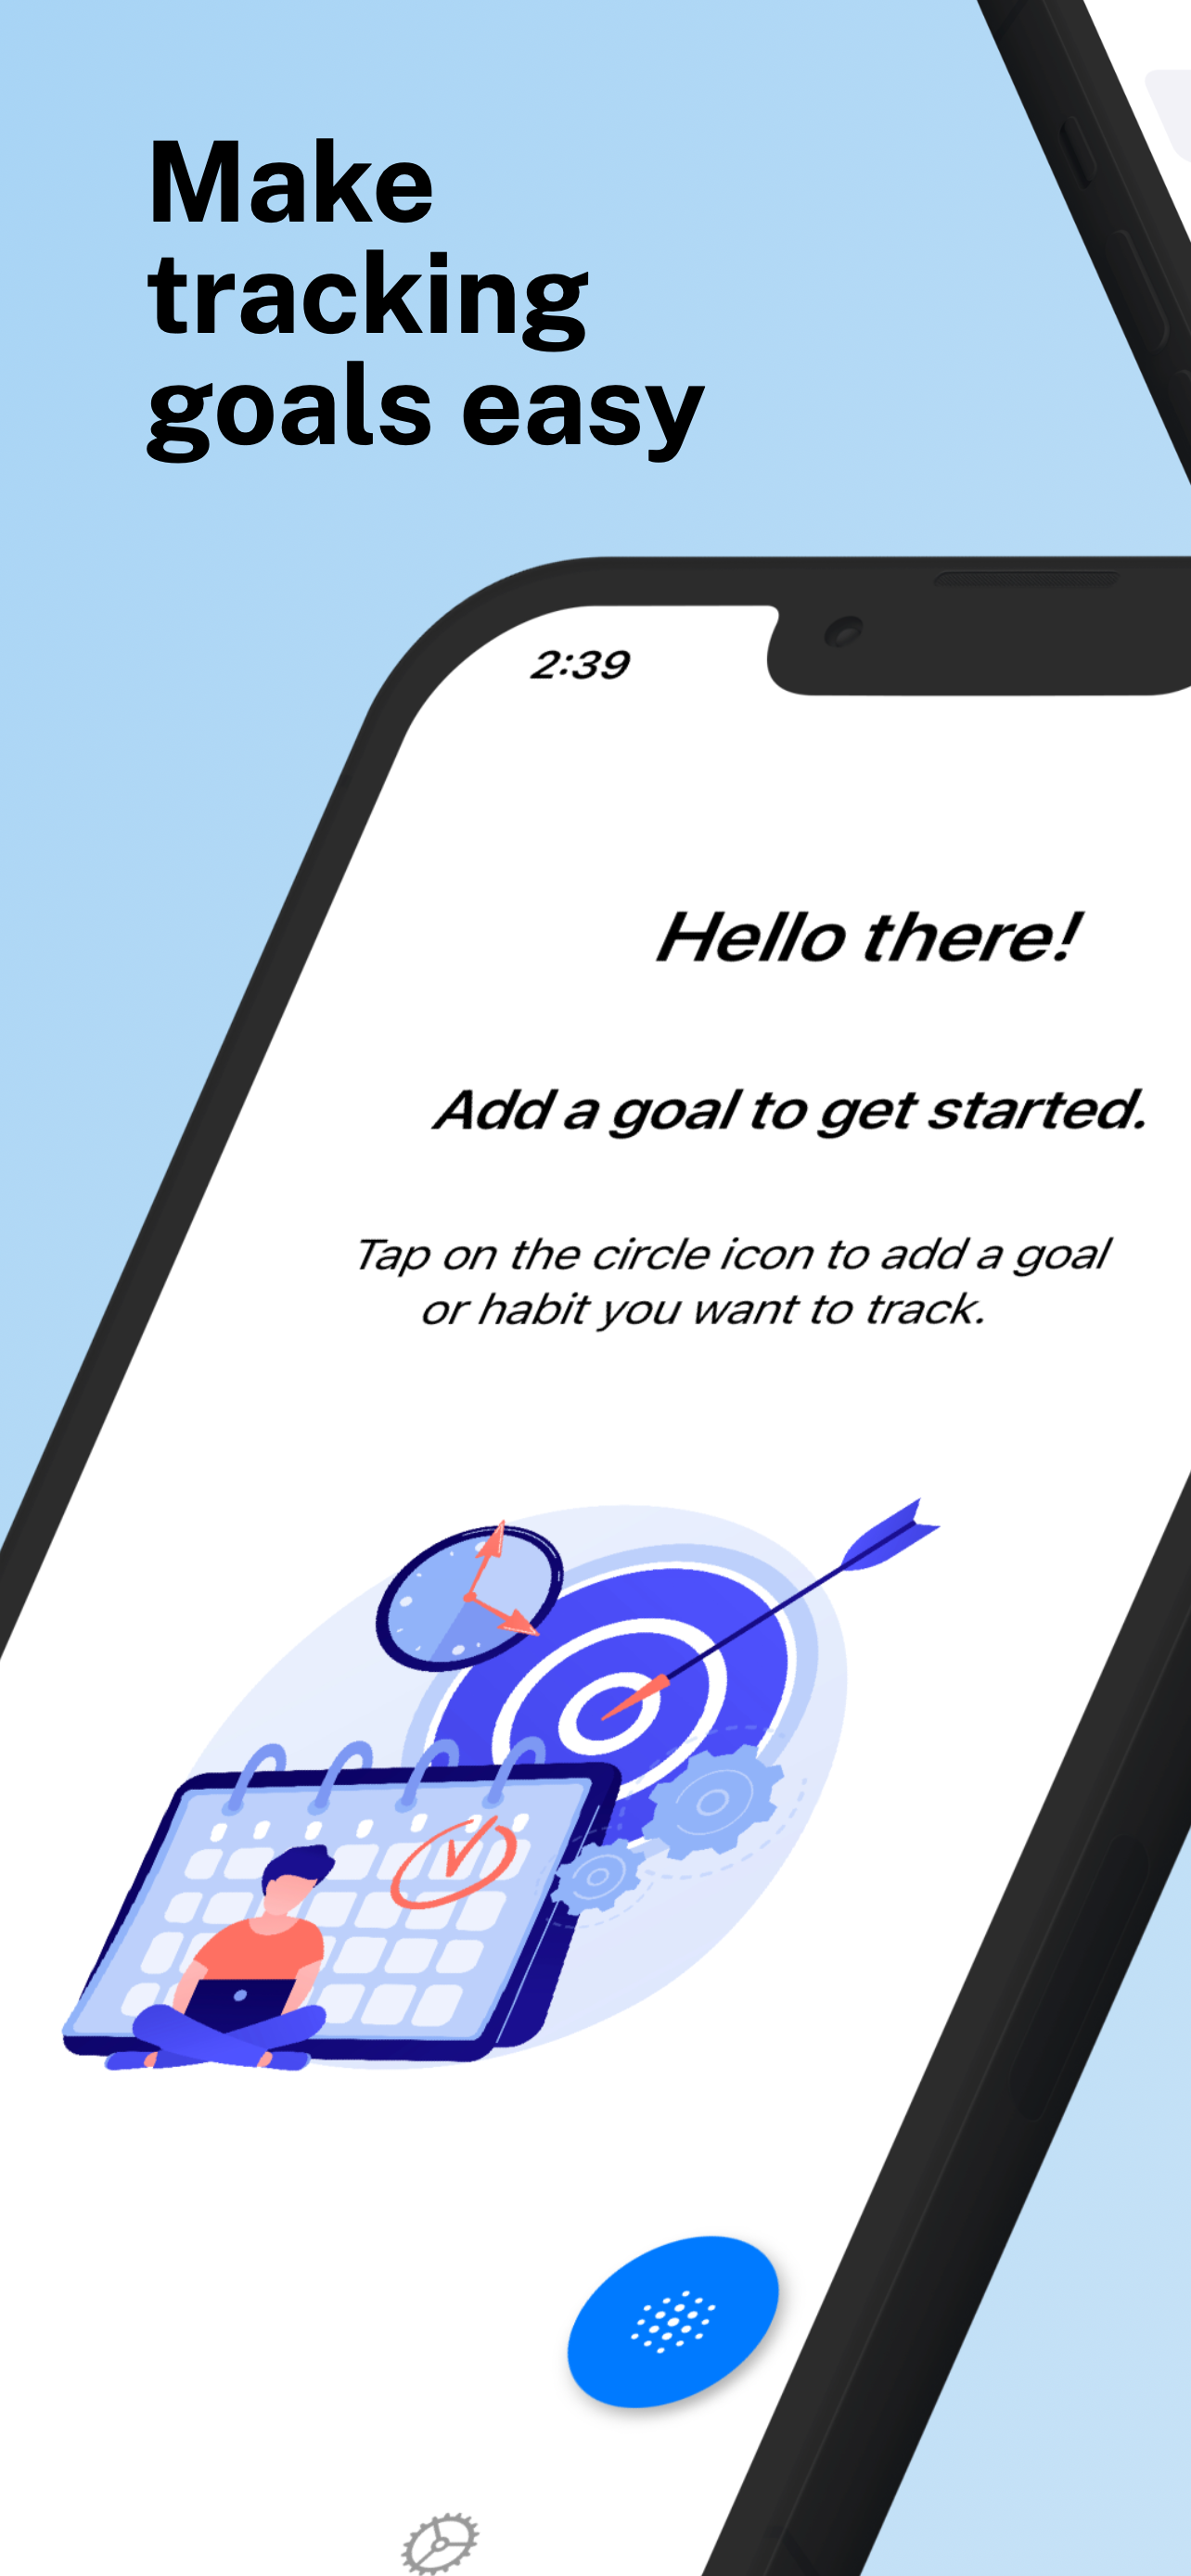 Make
tracking
goals easy
2:39
Hello there!
Add a goal to get started.
Tap on the circle icon to add a goal
or habit you want to track.